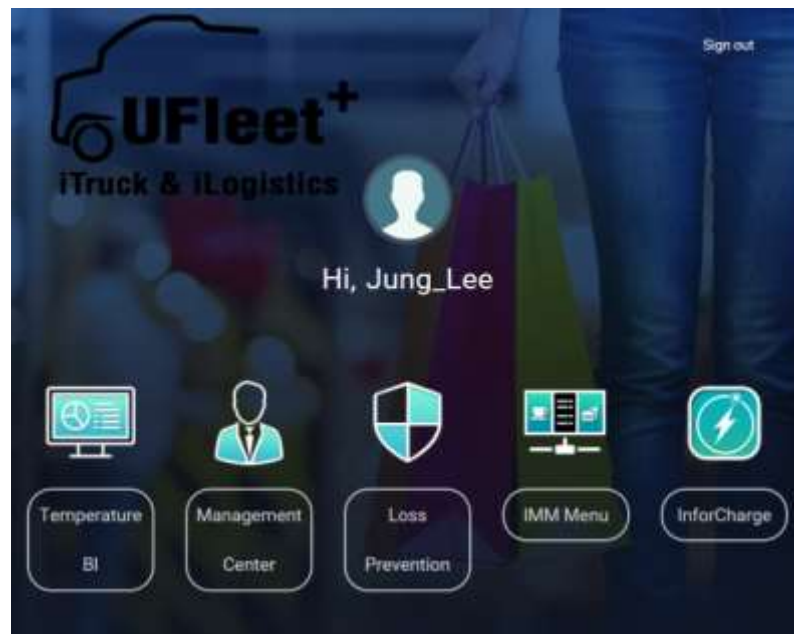 Sign out
UFleet+
iTruck & iLogistics
Hi, Jung_Lee
Temperature
BI
Management
Center
Loss
Prevention
IMM Menu
InforCharge